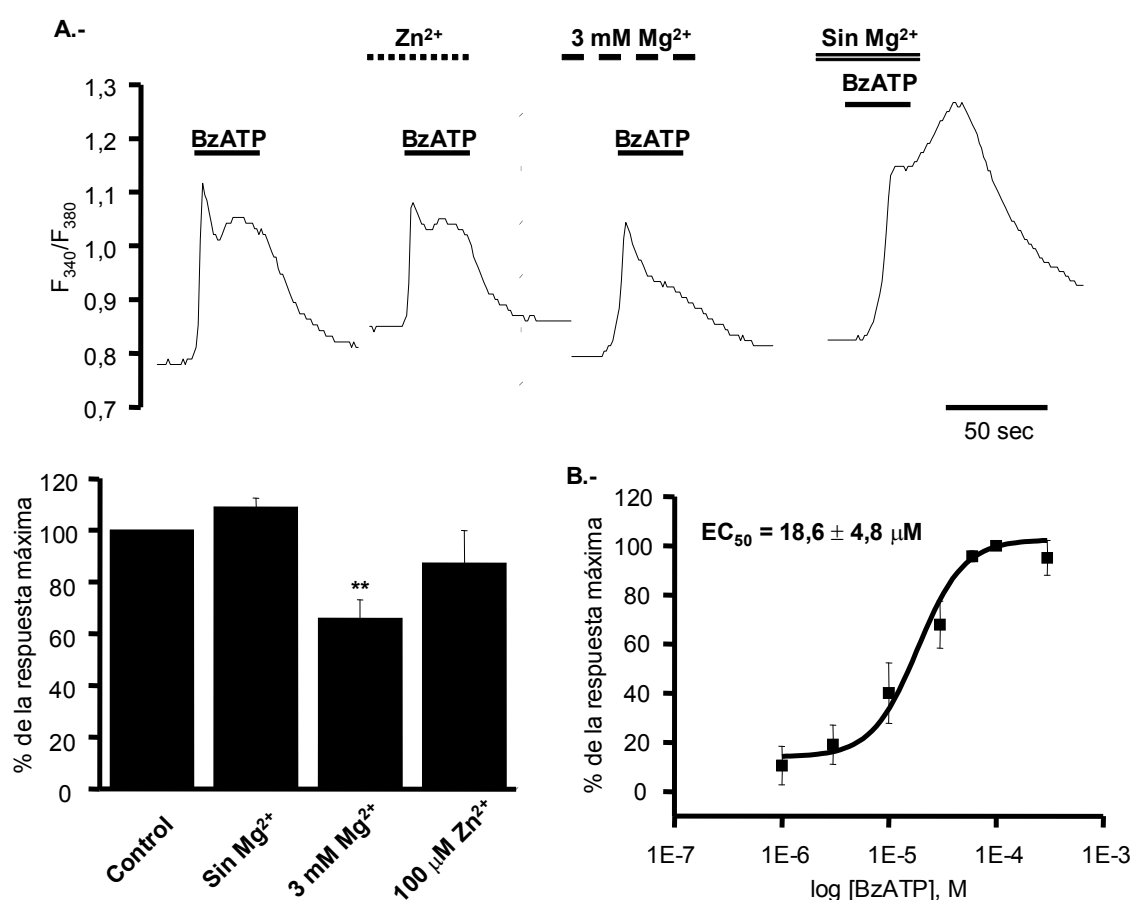 A.-
Zn²⁺
3 mM Mg²⁺
Sin Mg²⁺
BzATP
BzATP
BzATP
BzATP
1,3
1,2
1,1
1,0
0,9
0,8
0,7
F₃₄₀/F₃₈₀
50 sec
% de la respuesta máxima
120
100
80
60
40
20
0
**
Control
Sin Mg²⁺
3 mM Mg²⁺
100 μM Zn²⁺
B.-
% de la respuesta máxima
120
100
80
60
40
20
0
EC₅₀ = 18,6 ± 4,8 μM
1E-7
1E-6
1E-5
1E-4
1E-3
log [BzATP], M